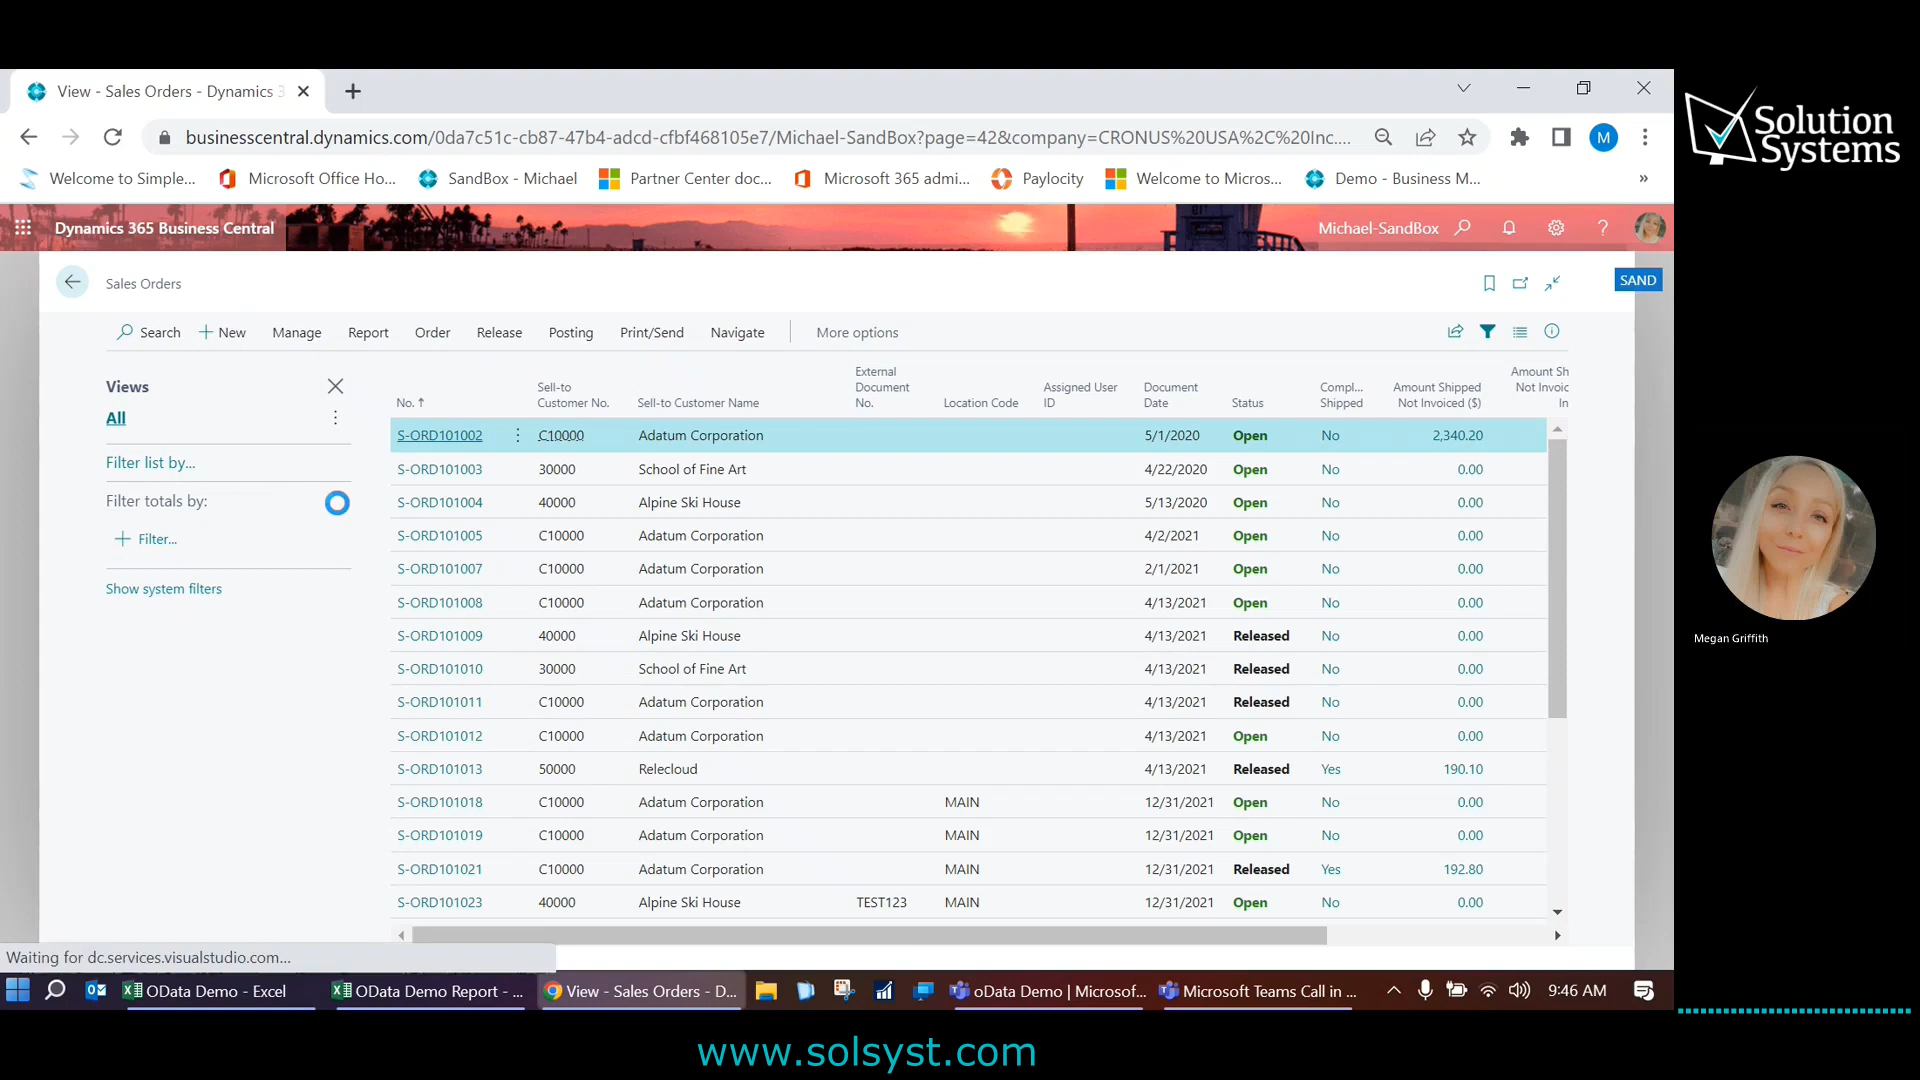 View - Sales Orders - Dynamics 3
businesscentral.dynamics.com/0da7c51c-cb87-47b4-adcd-cfbf468105e7/Michael-SandBox?page=42&company=CRONUS%20USA%2C%20Inc....
M
Welcome to Simple... Microsoft Office Ho... SandBox - Michael Partner Center doc... Microsoft 365 admi... Paylocity Welcome to Micros... Demo - Business M... »
Dynamics 365 Business Central Michael-SandBox ?
Sales Orders SAND
Search + New Manage Report Order Release Posting Print/Send Navigate More options
Views
All
Filter list by...
Filter totals by:
+ Filter...
Show system filters
No. ↑ Sell-to Customer No. Sell-to Customer Name External Document No. Location Code Assigned User ID Document Date Status Compl... Shipped Amount Shipped Not Invoiced ($) Amount Sh Not Invoic In
S-ORD101002 C10000 Adatum Corporation 5/1/2020 Open No 2,340.20
S-ORD101003 30000 School of Fine Art 4/22/2020 Open No 0.00
S-ORD101004 40000 Alpine Ski House 5/13/2020 Open No 0.00
S-ORD101005 C10000 Adatum Corporation 4/2/2021 Open No 0.00
S-ORD101007 C10000 Adatum Corporation 2/1/2021 Open No 0.00
S-ORD101008 C10000 Adatum Corporation 4/13/2021 Open No 0.00
S-ORD101009 40000 Alpine Ski House 4/13/2021 Released No 0.00
S-ORD101010 30000 School of Fine Art 4/13/2021 Released No 0.00
S-ORD101011 C10000 Adatum Corporation 4/13/2021 Released No 0.00
S-ORD101012 C10000 Adatum Corporation 4/13/2021 Open No 0.00
S-ORD101013 50000 Relecloud 4/13/2021 Released Yes 190.10
S-ORD101018 C10000 Adatum Corporation MAIN 12/31/2021 Open No 0.00
S-ORD101019 C10000 Adatum Corporation MAIN 12/31/2021 Open No 0.00
S-ORD101021 C10000 Adatum Corporation MAIN 12/31/2021 Released Yes 192.80
S-ORD101023 40000 Alpine Ski House TEST123 MAIN 12/31/2021 Open No 0.00
Waiting for dc.services.visualstudio.com...
OData Demo - Excel OData Demo Report - ... View - Sales Orders - D... oData Demo | Microsof... Microsoft Teams Call in ... 9:46 AM
www.solsyst.com
Solution
Systems
Megan Griffith